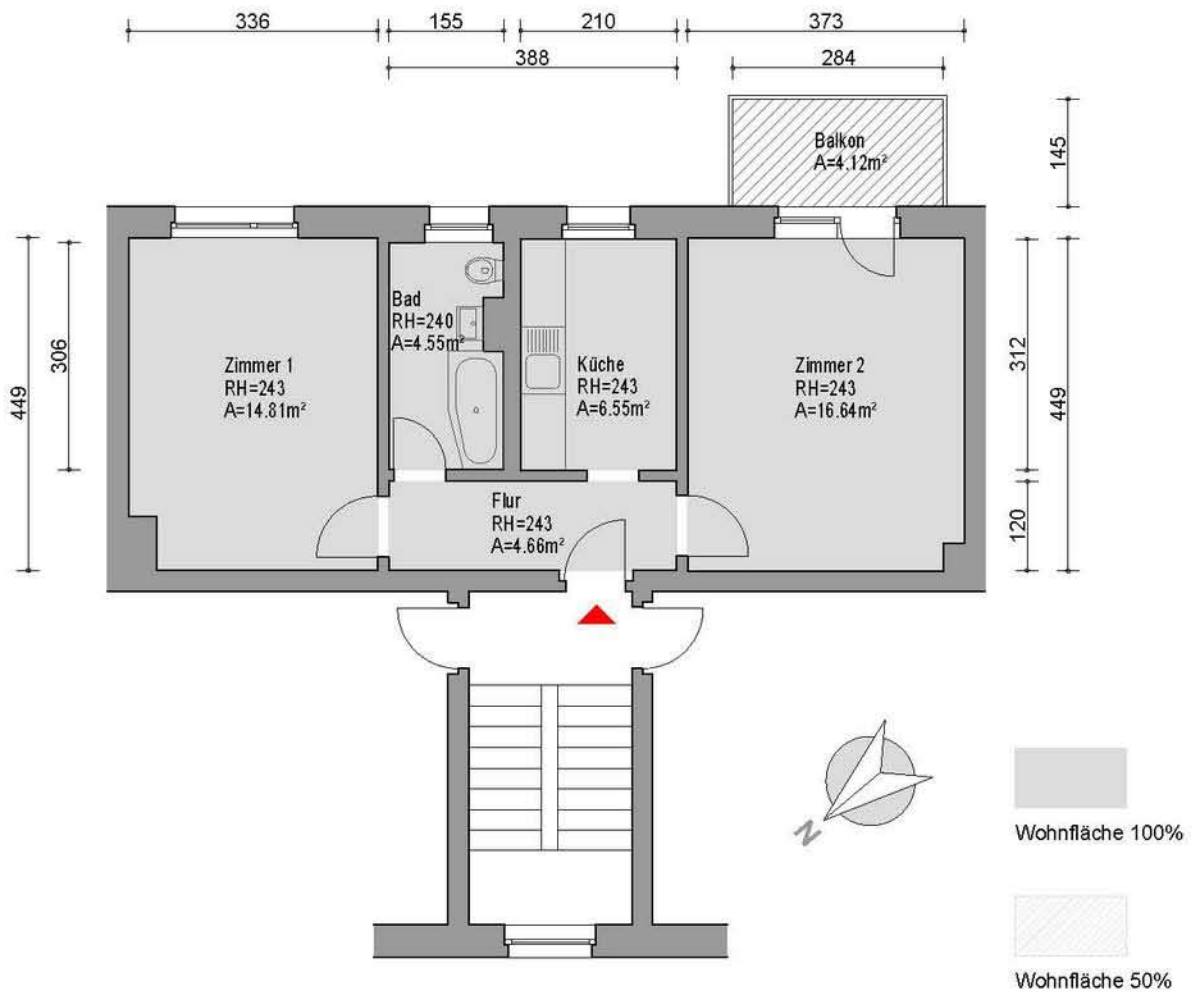 336
155
210
373
388
284
Balkon
A=4.12m²
145
Bad
RH=240
A=4.55m²
Zimmer 1
RH=243
A=14.81m²
Küche
RH=243
A=6.55m²
Zimmer 2
RH=243
A=16.64m²
449
306
312
449
Flur
RH=243
A=4.66m²
120
N
Wohnfläche 100%
Wohnfläche 50%